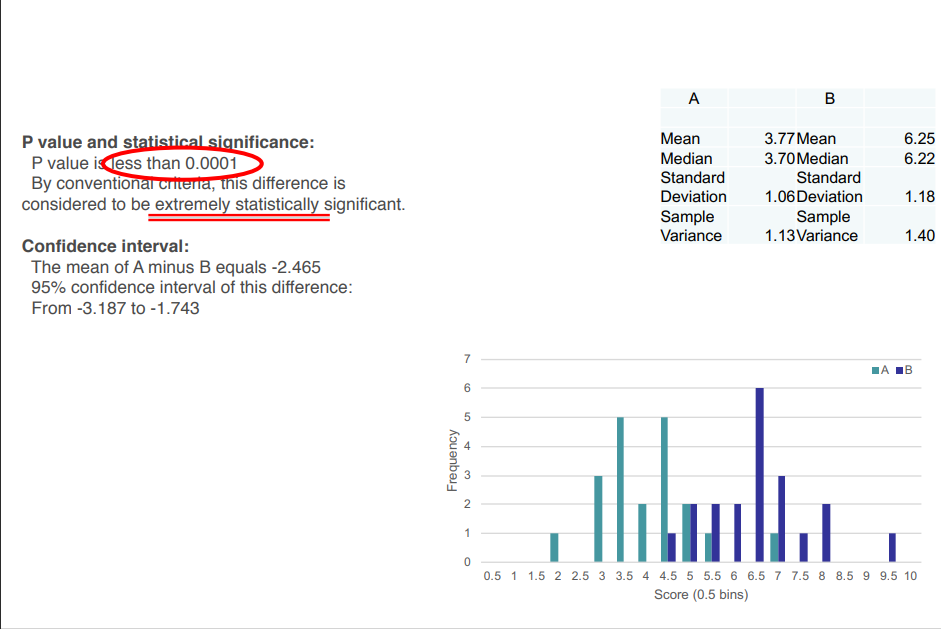 P value and statistical significance:
P value is less than 0.0001
By conventional criteria, this difference is
considered to be extremely statistically significant.
Confidence interval:
The mean of A minus B equals -2.465
95% confidence interval of this difference:
From -3.187 to -1.743
A B
Mean 3.77 Mean 6.25
Median 3.70 Median 6.22
Standard Standard
Deviation 1.06 Deviation 1.18
Sample Sample
Variance 1.13 Variance 1.40
7
A B
6
5
4
3
2
1
0
Frequency
0.5 1 1.5 2 2.5 3 3.5 4 4.5 5 5.5 6 6.5 7 7.5 8 8.5 9 9.5 10
Score (0.5 bins)